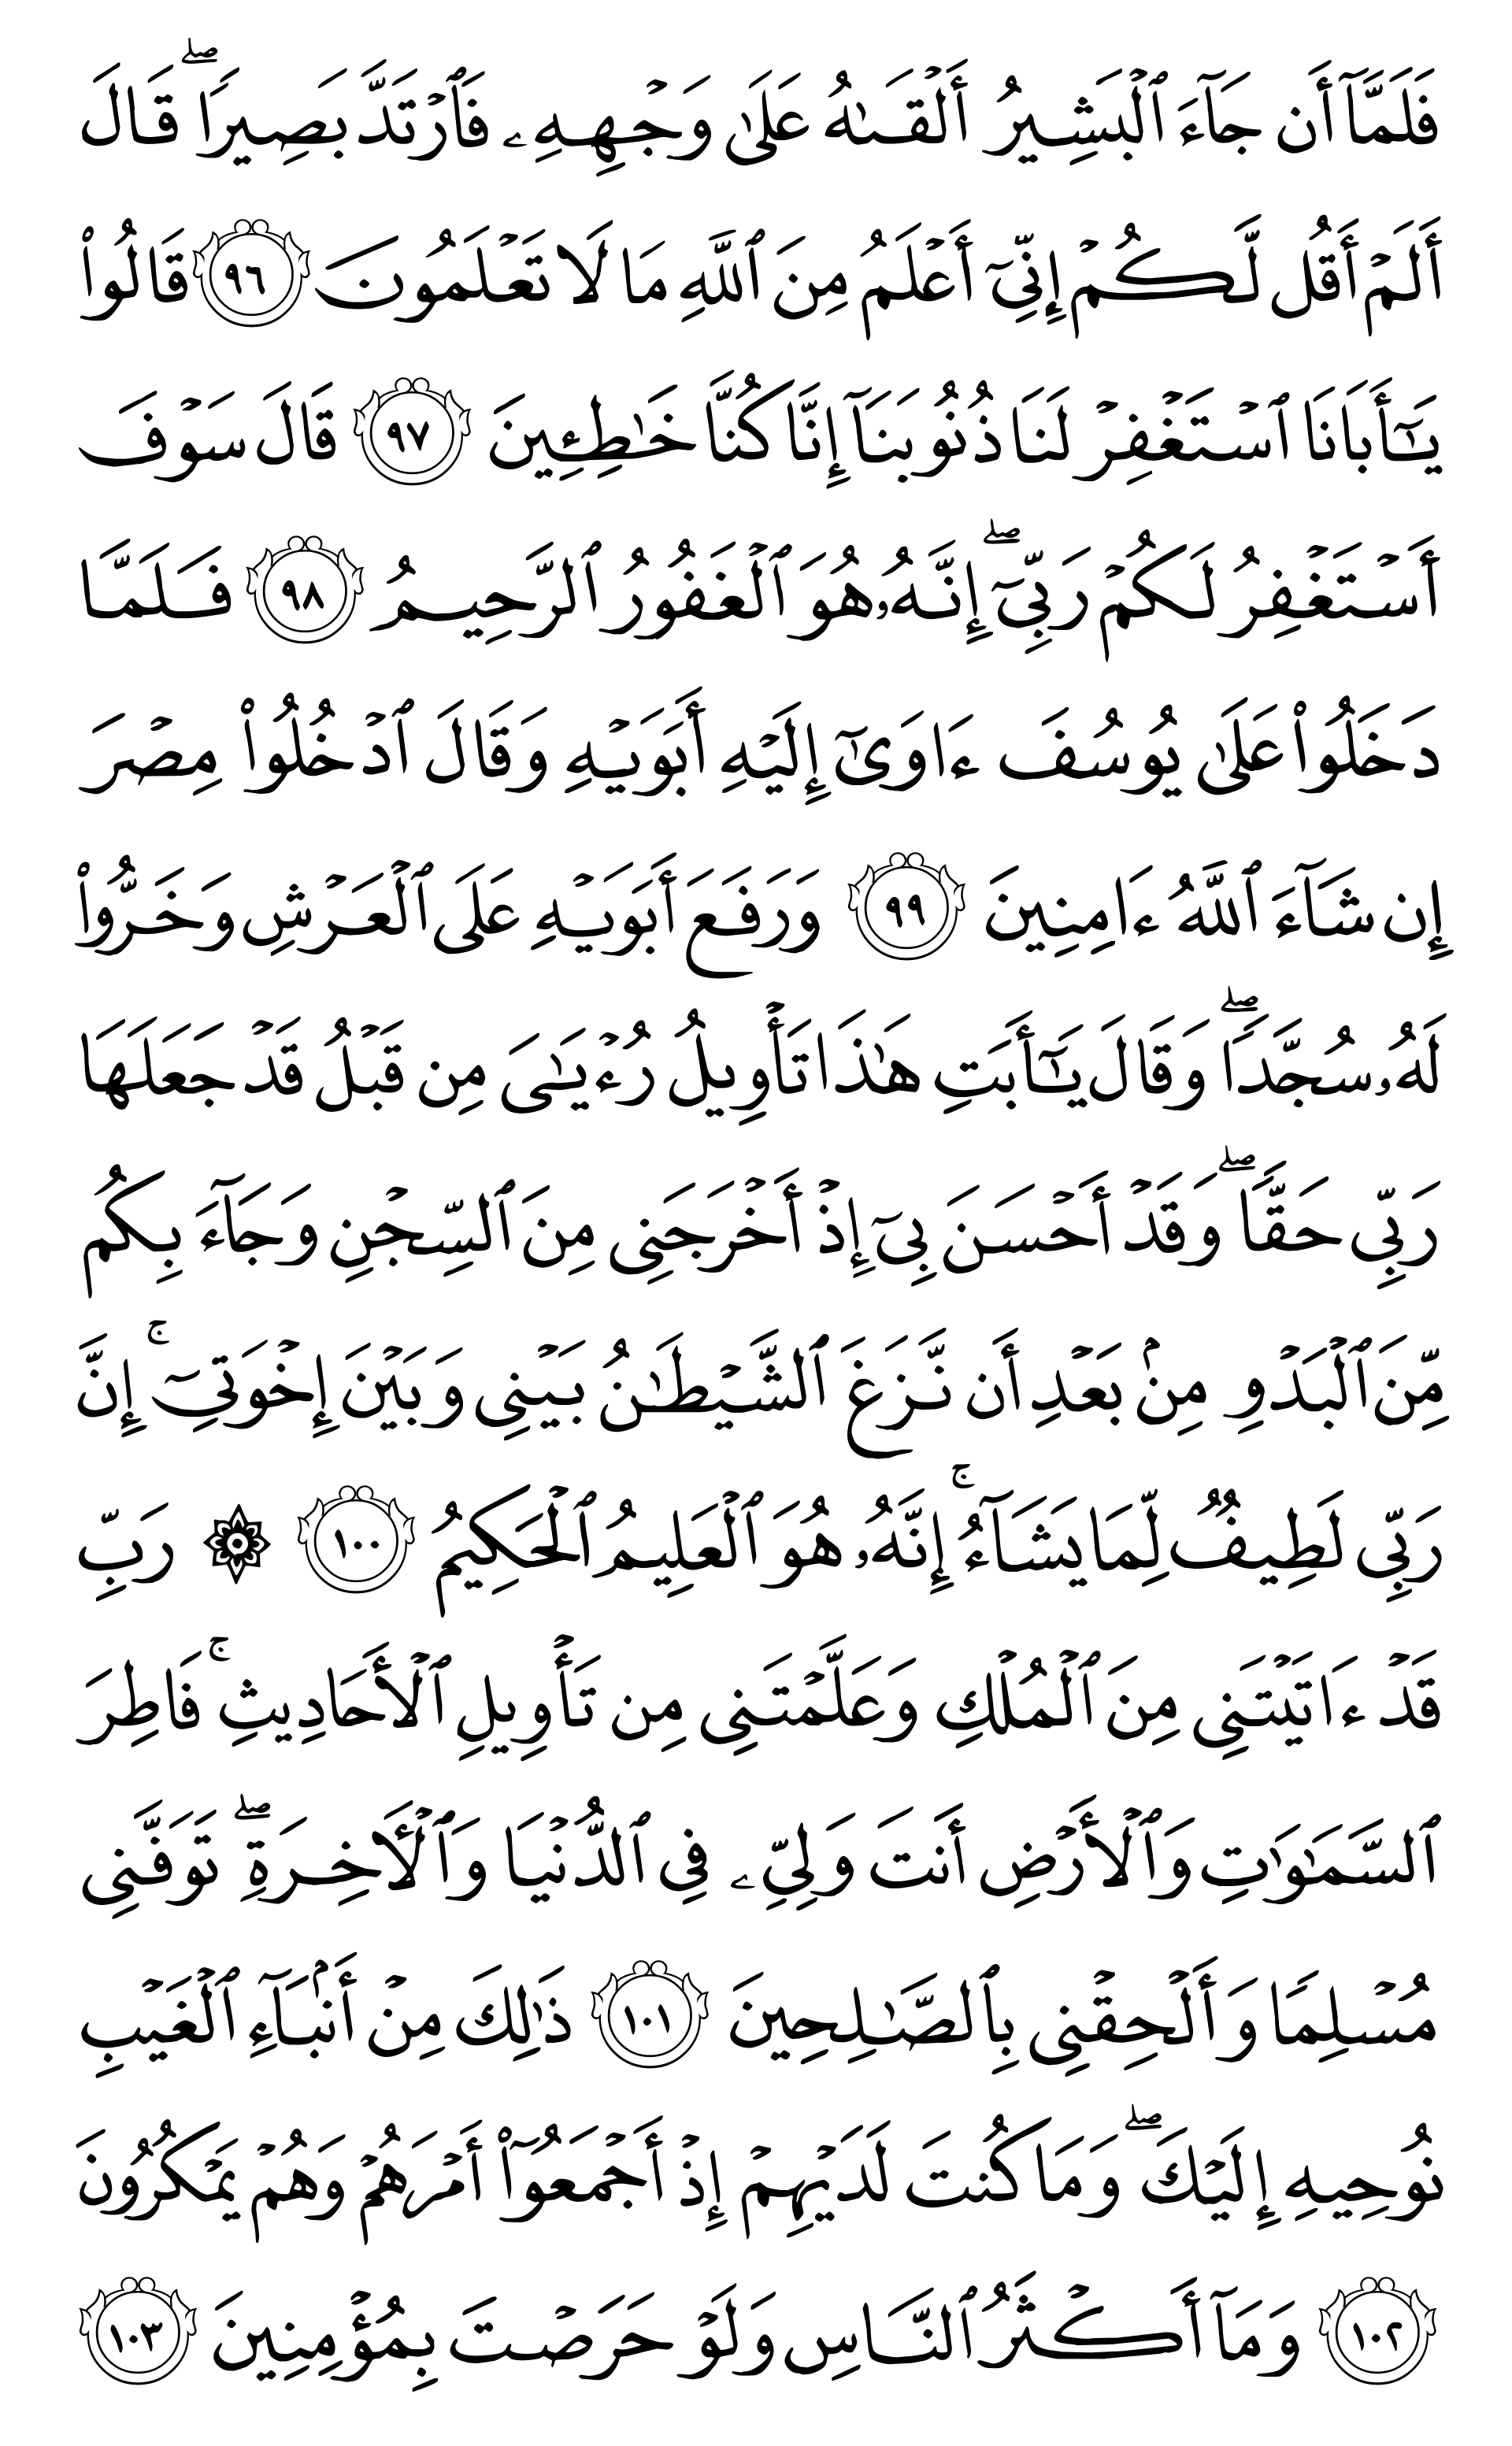 فَلَمَّآ أَن جَآءَ ٱلْبَشِيرُ أَلْقَىٰهُ عَلَىٰ وَجْهِهِۦ فَٱرْتَدَّ بَصِيرًا ۖ قَالَ
أَلَمْ أَقُل لَّكُمْ إِنِّىٓ أَعْلَمُ مِنَ ٱللَّهِ مَا لَا تَعْلَمُونَ ٩٦ قَالُوا۟
يَـٰٓأَبَانَا ٱسْتَغْفِرْ لَنَا ذُنُوبَنَآ إِنَّا كُنَّا خَـٰطِـِٔينَ ٩٧ قَالَ سَوْفَ
أَسْتَغْفِرُ لَكُمْ رَبِّىٓ ۖ إِنَّهُۥ هُوَ ٱلْغَفُورُ ٱلرَّحِيمُ ٩٨ فَلَمَّا
دَخَلُوا۟ عَلَىٰ يُوسُفَ ءَاوَىٰٓ إِلَيْهِ أَبَوَيْهِ وَقَالَ ٱدْخُلُوا۟ مِصْرَ
إِن شَآءَ ٱللَّهُ ءَامِنِينَ ٩٩ وَرَفَعَ أَبَوَيْهِ عَلَى ٱلْعَرْشِ وَخَرُّوا۟
لَهُۥ سُجَّدًا ۖ وَقَالَ يَـٰٓأَبَتِ هَـٰذَا تَأْوِيلُ رُءْيَـٰىَ مِن قَبْلُ قَدْ جَعَلَهَا
رَبِّى حَقًّا ۖ وَقَدْ أَحْسَنَ بِىٓ إِذْ أَخْرَجَنِى مِنَ ٱلسِّجْنِ وَجَآءَ بِكُم
مِّنَ ٱلْبَدْوِ مِنۢ بَعْدِ أَن نَّزَغَ ٱلشَّيْطَـٰنُ بَيْنِى وَبَيْنَ إِخْوَتِىٓ ۚ إِنَّ
رَبِّى لَطِيفٌ لِّمَا يَشَآءُ ۚ إِنَّهُۥ هُوَ ٱلْعَلِيمُ ٱلْحَكِيمُ ١٠٠ ۞ رَبِّ
قَدْ ءَاتَيْتَنِى مِنَ ٱلْمُلْكِ وَعَلَّمْتَنِى مِن تَأْوِيلِ ٱلْأَحَادِيثِ ۚ فَاطِرَ
ٱلسَّمَـٰوَٰتِ وَٱلْأَرْضِ أَنتَ وَلِىِّۦ فِى ٱلدُّنْيَا وَٱلْـَٔاخِرَةِ ۖ تَوَفَّنِى
مُسْلِمًا وَأَلْحِقْنِى بِٱلصَّـٰلِحِينَ ١٠١ ذَٰلِكَ مِنْ أَنۢبَآءِ ٱلْغَيْبِ
نُوحِيهِ إِلَيْكَ ۖ وَمَا كُنتَ لَدَيْهِمْ إِذْ أَجْمَعُوٓا۟ أَمْرَهُمْ وَهُمْ يَمْكُرُونَ
١٠٢ وَمَآ أَكْثَرُ ٱلنَّاسِ وَلَوْ حَرَصْتَ بِمُؤْمِنِينَ ١٠٣